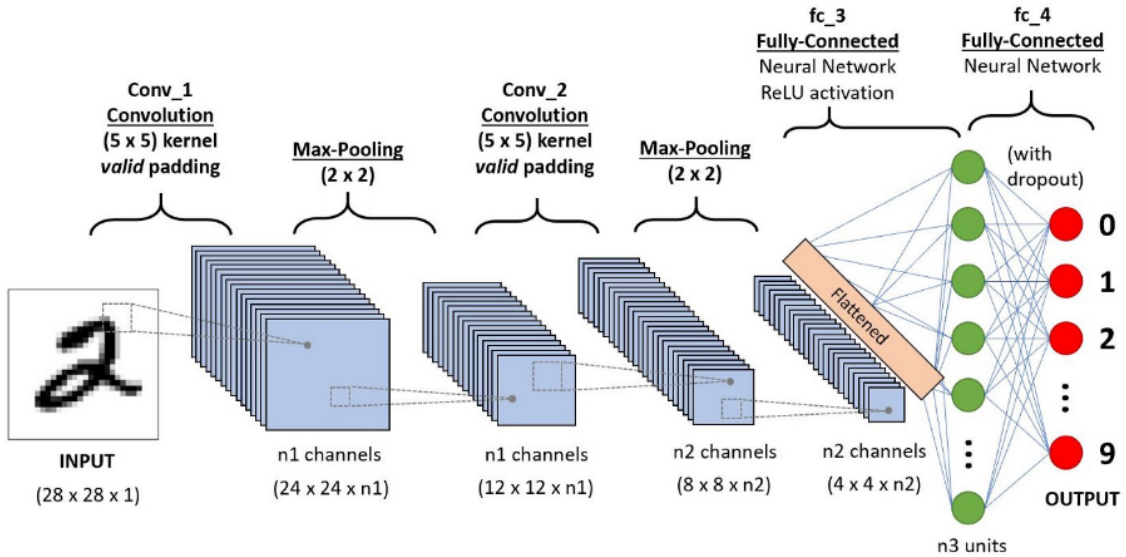 Conv_1
Convolution
(5 x 5) kernel
valid padding
Max-Pooling
(2 x 2)
Conv_2
Convolution
(5 x 5) kernel
valid padding
Max-Pooling
(2 x 2)
fc_3
Fully-Connected
Neural Network
ReLU activation
fc_4
Fully-Connected
Neural Network
(with
dropout)
2
INPUT
(28 x 28 x 1)
n1 channels
(24 x 24 x n1)
n1 channels
(12 x 12 x n1)
n2 channels
(8 x 8 x n2)
n2 channels
(4 x 4 x n2)
Flattened
n3 units
0
1
2
9
OUTPUT